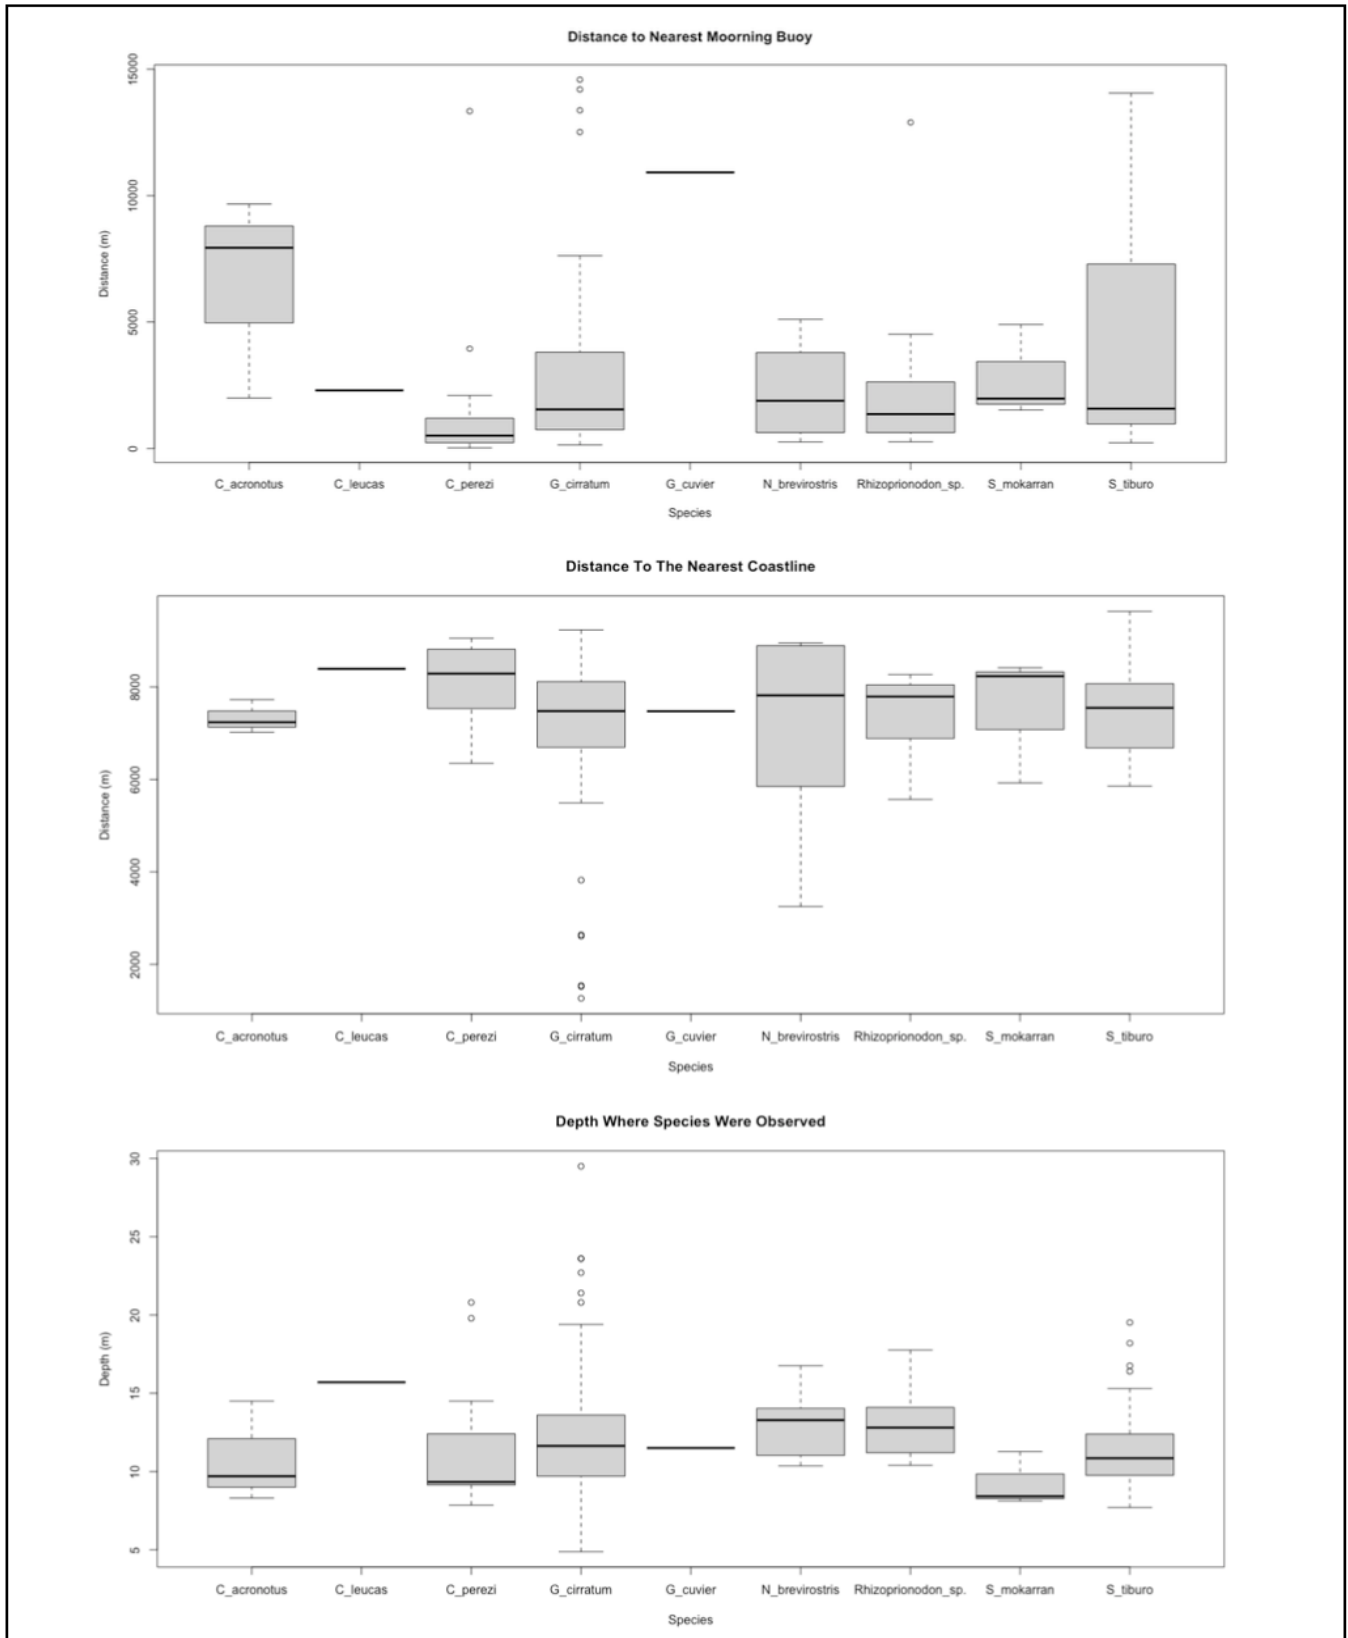 Distance to Nearest Moorning Buoy
15000
10000
5000
0
Distance (m)
C_acronotus C_leucas C_perezi G_cirratum G_cuvier N_brevirostris Rhizoprionodon_sp. S_mokarran S_tiburo
Species
Distance To The Nearest Coastline
8000
6000
4000
2000
Distance (m)
C_acronotus C_leucas C_perezi G_cirratum G_cuvier N_brevirostris Rhizoprionodon_sp. S_mokarran S_tiburo
Species
Depth Where Species Were Observed
30
25
20
15
10
5
Depth (m)
C_acronotus C_leucas C_perezi G_cirratum G_cuvier N_brevirostris Rhizoprionodon_sp. S_mokarran S_tiburo
Species